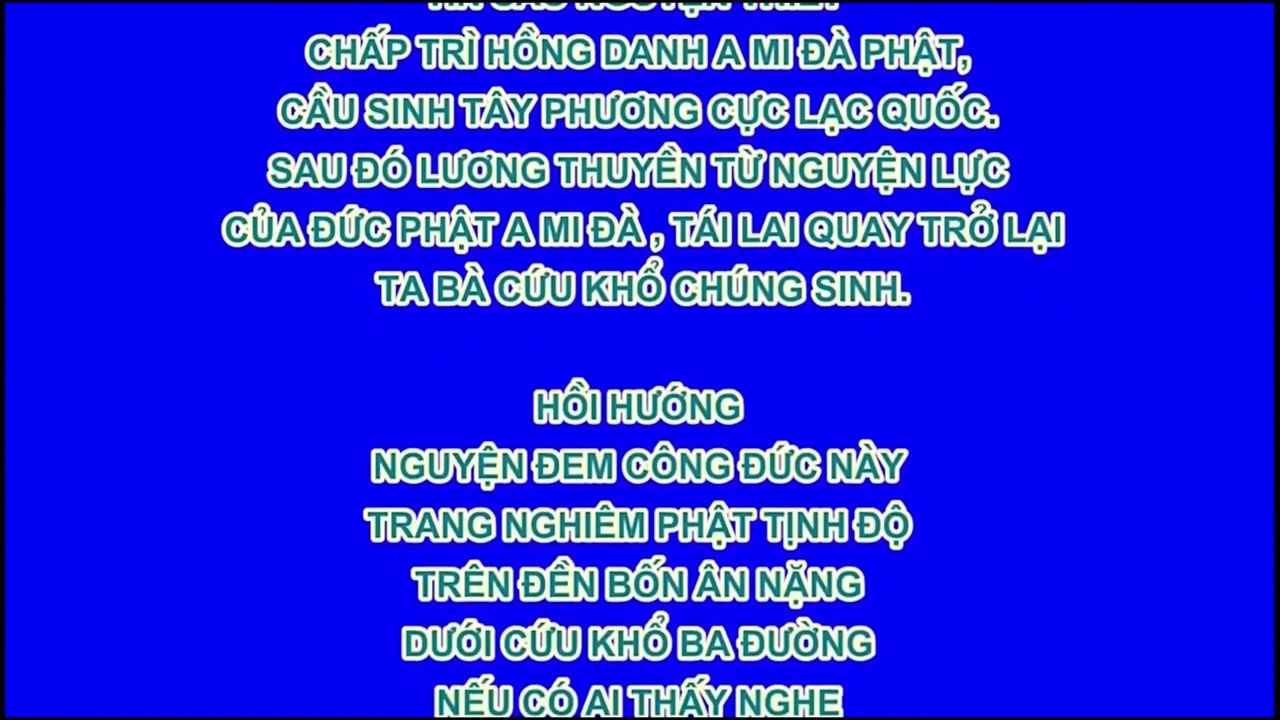 CHẤP TRÌ HỒNG DANH A MI ĐÀ PHẬT,
CẦU SINH TÂY PHƯƠNG CỰC LẠC QUỐC.
SAU ĐÓ LƯƠNG THUYỀN TỪ NGUYỆN LỰC
CỦA ĐỨC PHẬT A MI ĐÀ , TÁI LAI QUAY TRỞ LẠI
TA BÀ CỨU KHỔ CHÚNG SINH.
HỒI HƯỚNG
NGUYỆN ĐEM CÔNG ĐỨC NÀY
TRANG NGHIÊM PHẬT TỊNH ĐỘ
TRÊN ĐỀN BỐN ÂN NẶNG
DƯỚI CỨU KHỔ BA ĐƯỜNG
NẾU CÓ AI THẤY NGHE